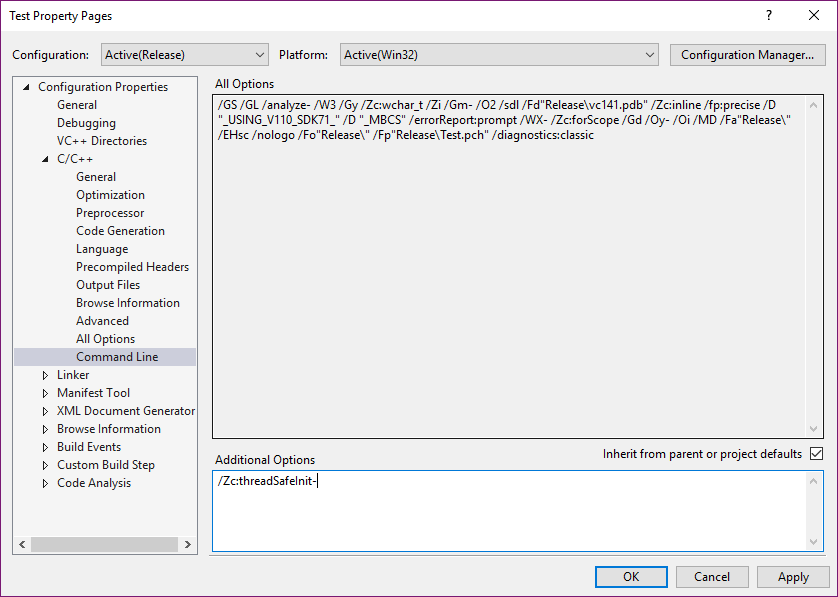 Test Property Pages
?
Configuration: Active(Release) Platform: Active(Win32) Configuration Manager...
Configuration Properties
General
Debugging
VC++ Directories
C/C++
General
Optimization
Preprocessor
Code Generation
Language
Precompiled Headers
Output Files
Browse Information
Advanced
All Options
Command Line
Linker
Manifest Tool
XML Document Generator
Browse Information
Build Events
Custom Build Step
Code Analysis
All Options
/GS /GL /analyze- /W3 /Gy /Zc:wchar_t /Zi /Gm- /O2 /sdl /Fd"Release\vc141.pdb" /Zc:inline /fp:precise /D
"_USING_V110_SDK71_" /D "_MBCS" /errorReport:prompt /WX- /Zc:forScope /Gd /Oy- /Oi /MD /Fa"Release\"
/EHsc /nologo /Fo"Release\" /Fp"Release\Test.pch" /diagnostics:classic
Additional Options
Inherit from parent or project defaults
/Zc:threadSafeInit-
OK Cancel Apply